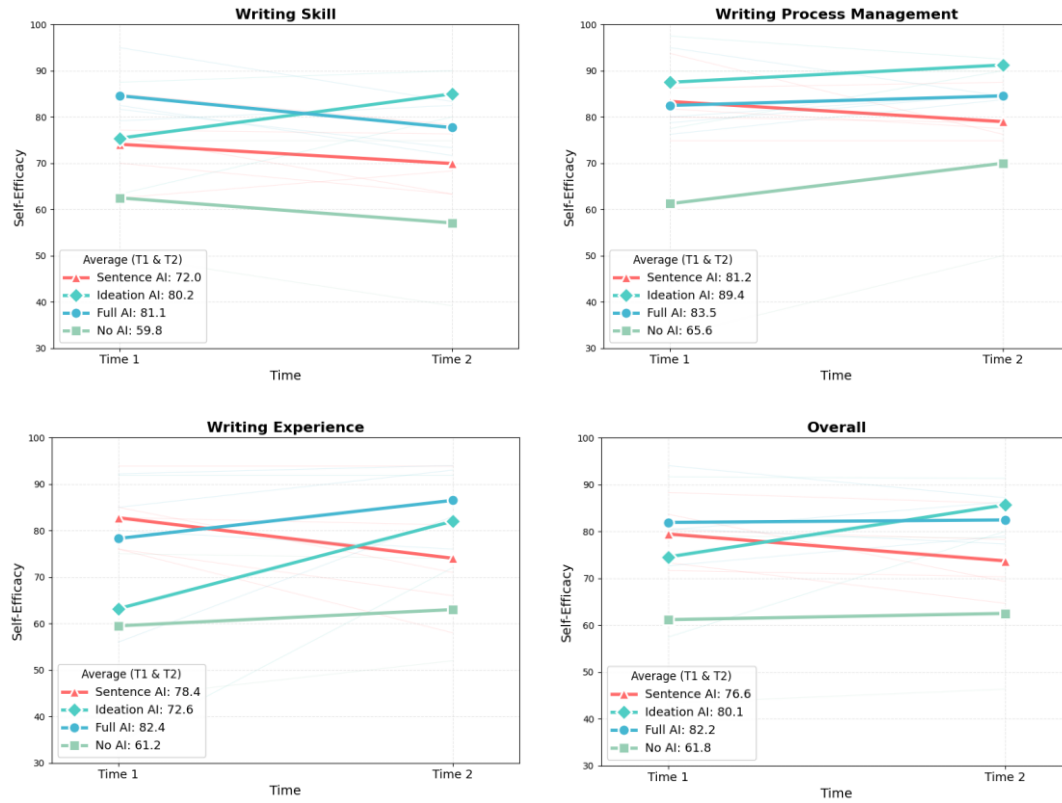 Writing Skill
100
90
80
70
60
50
40
30
Self-Efficacy
Average (T1 & T2)
Sentence AI: 72.0
Ideation AI: 80.2
Full AI: 81.1
No AI: 59.8
Time 1
Time 2
Time
Writing Process Management
100
90
80
70
60
50
40
30
Self-Efficacy
Average (T1 & T2)
Sentence AI: 81.2
Ideation AI: 89.4
Full AI: 83.5
No AI: 65.6
Time 1
Time 2
Time
Writing Experience
100
90
80
70
60
50
40
30
Self-Efficacy
Average (T1 & T2)
Sentence AI: 78.4
Ideation AI: 72.6
Full AI: 82.4
No AI: 61.2
Time 1
Time 2
Time
Overall
100
90
80
70
60
50
40
30
Self-Efficacy
Average (T1 & T2)
Sentence AI: 76.6
Ideation AI: 80.1
Full AI: 82.2
No AI: 61.8
Time 1
Time 2
Time